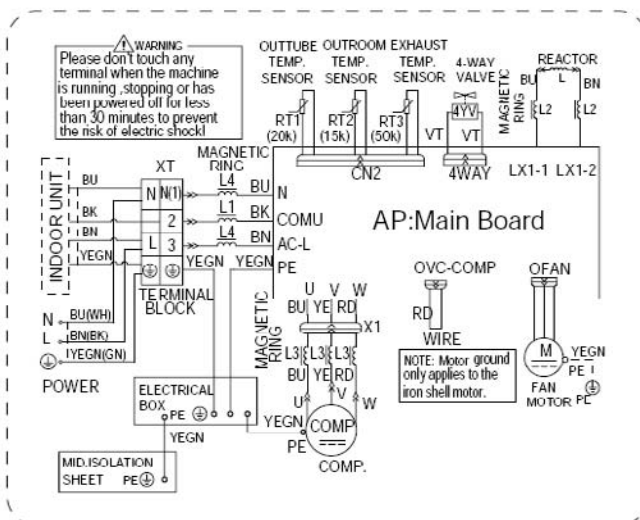 WARNING
Please don't touch any
terminal when the machine
is running ,stopping or has
been powered off for less
than 30 minutes to prevent
the risk of electric shock!
OUTTUBE OUTROOM EXHAUST
TEMP. TEMP. TEMP.
SENSOR SENSOR SENSOR
4-WAY
VALVE
REACTOR
BU L BN
MAGNETIC
RING
L2 L2
RT1 RT2 RT3
(20k) (15k) (50k)
4YV
VT VT
CN2
4WAY
LX1-1 LX1-2
INDOOR UNIT
BU
BK
BN
YEGN
XT
N N(1)
2
L 3
TERMINAL
BLOCK
MAGNETIC
RING
L4 BU N
L1 BK COMU
L4 BN AC-L
YEGN YEGN PE
AP:Main Board
N BU(WH)
L BN(BK)
YEGN(GN)
POWER
MAGNETIC
RING
U V W
BU YE RD
X1
L3 L3 L3
BU YE RD
U V W
YEGN
PE
COMP
COMP.
OVC-COMP
RD
WIRE
OFAN
M
YEGN
PE
FAN
MOTOR PE
NOTE: Motor ground
only applies to the
iron shell motor.
ELECTRICAL
BOX PE
YEGN
MID.ISOLATION
SHEET PE